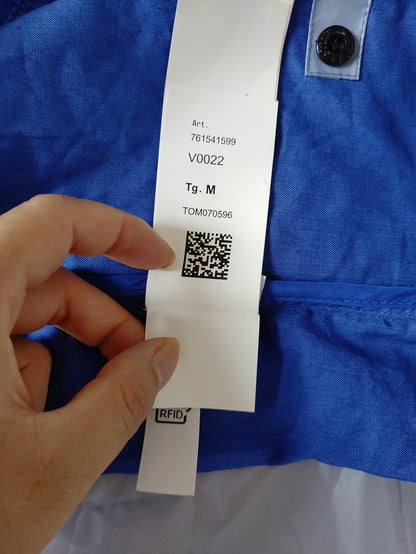 Art.
761541599
V0022
Tg. M
TOM070596
RFID